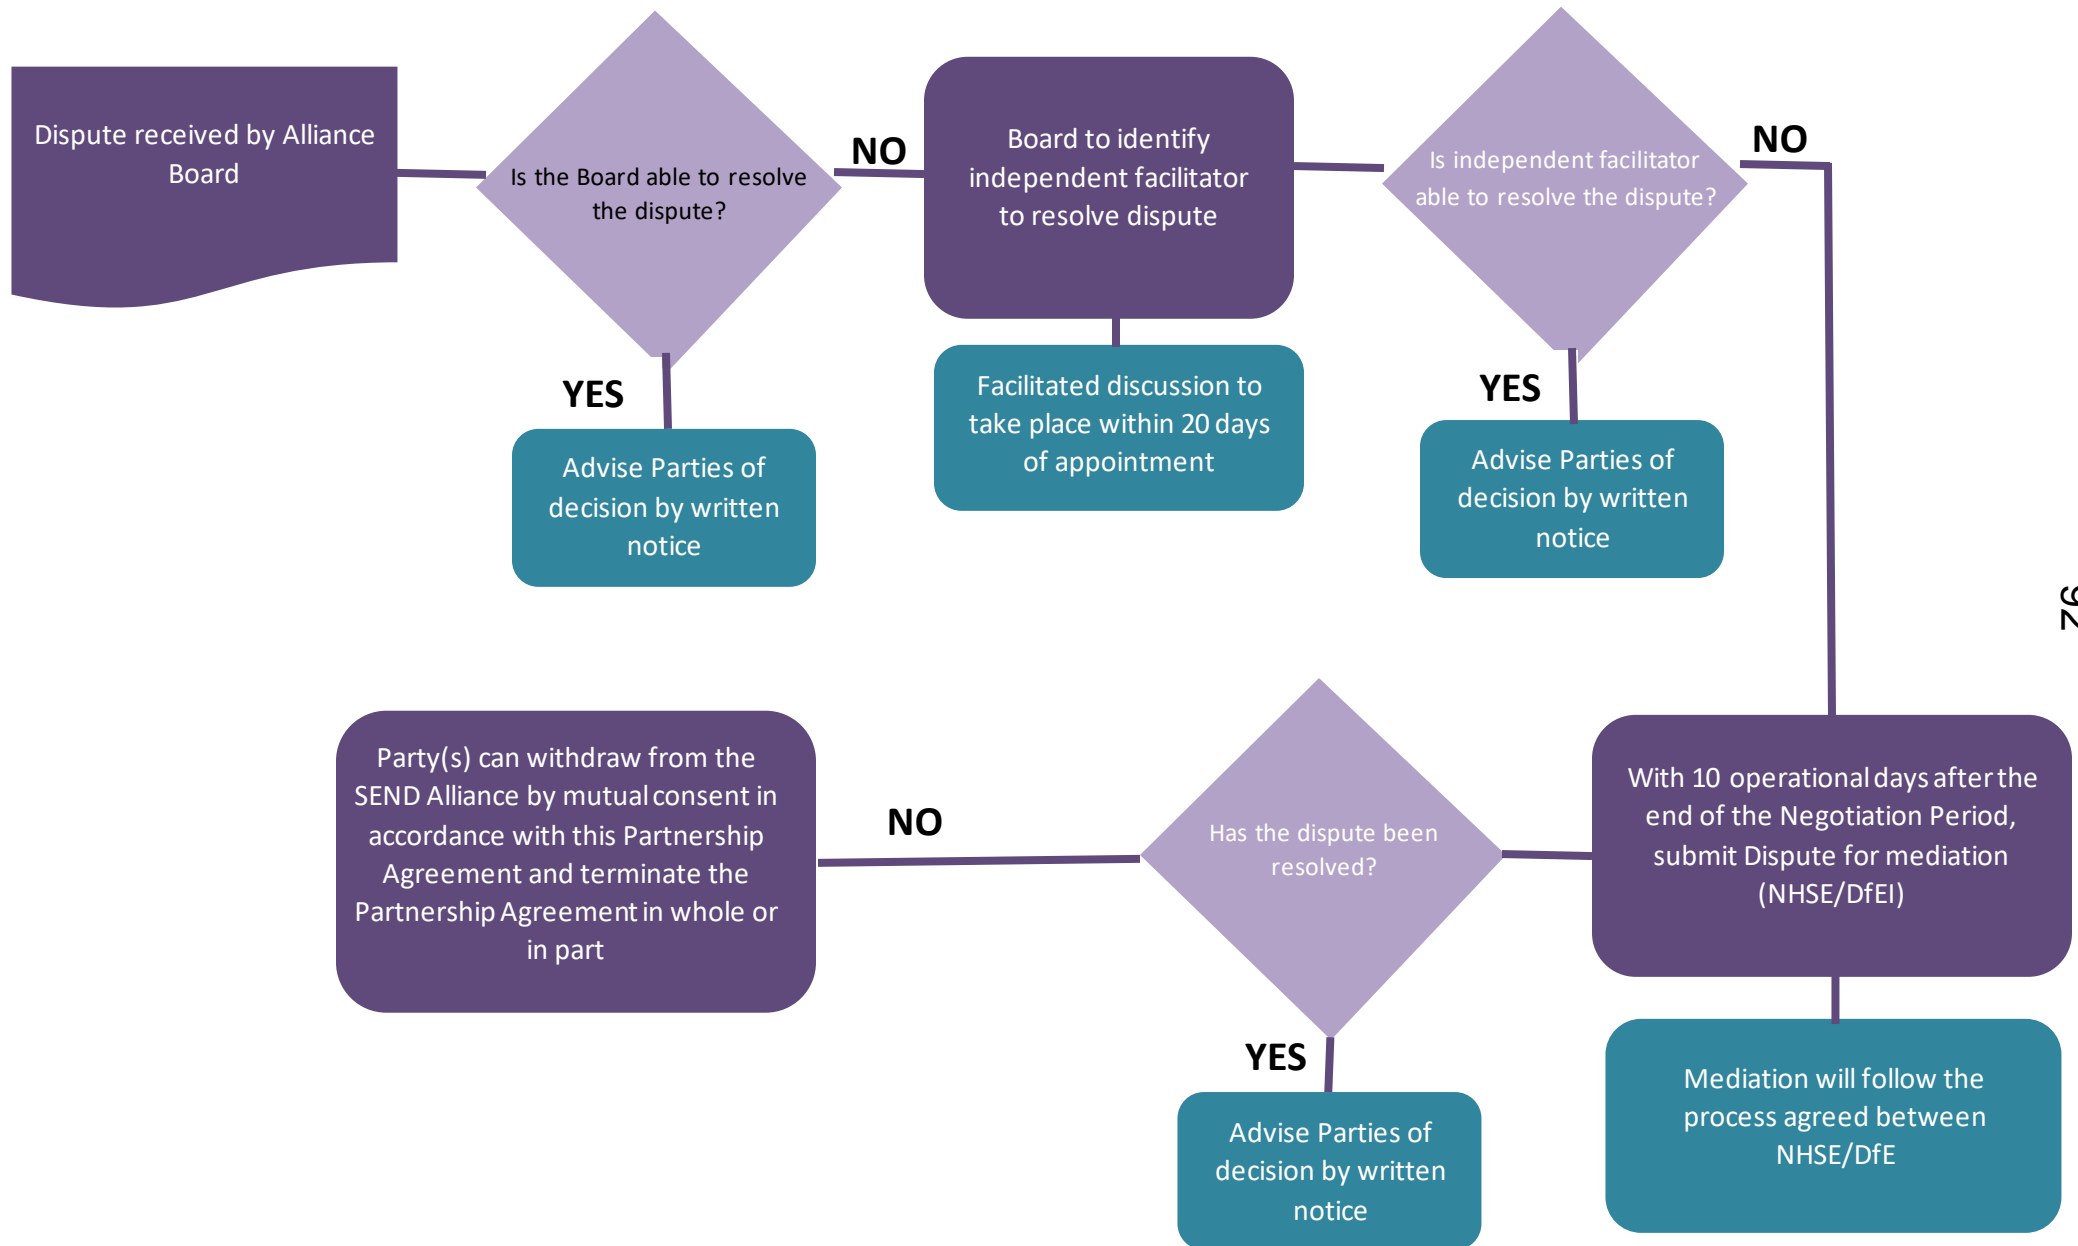 Dispute received by Alliance
Board
Is the Board able to resolve
the dispute?
NO
Board to identify
independent facilitator
to resolve dispute
Is independent facilitator
able to resolve the dispute?
NO
YES
Advise Parties of
decision by written
notice
Facilitated discussion to
take place within 20 days
of appointment
YES
Advise Parties of
decision by written
notice
92
With 10 operational days after the
end of the Negotiation Period,
submit Dispute for mediation
(NHSE/DfEI)
Mediation will follow the
process agreed between
NHSE/DfE
Has the dispute been
resolved?
YES
Advise Parties of
decision by written
notice
NO
Party(s) can withdraw from the
SEND Alliance by mutual consent in
accordance with this Partnership
Agreement and terminate the
Partnership Agreement in whole or
in part